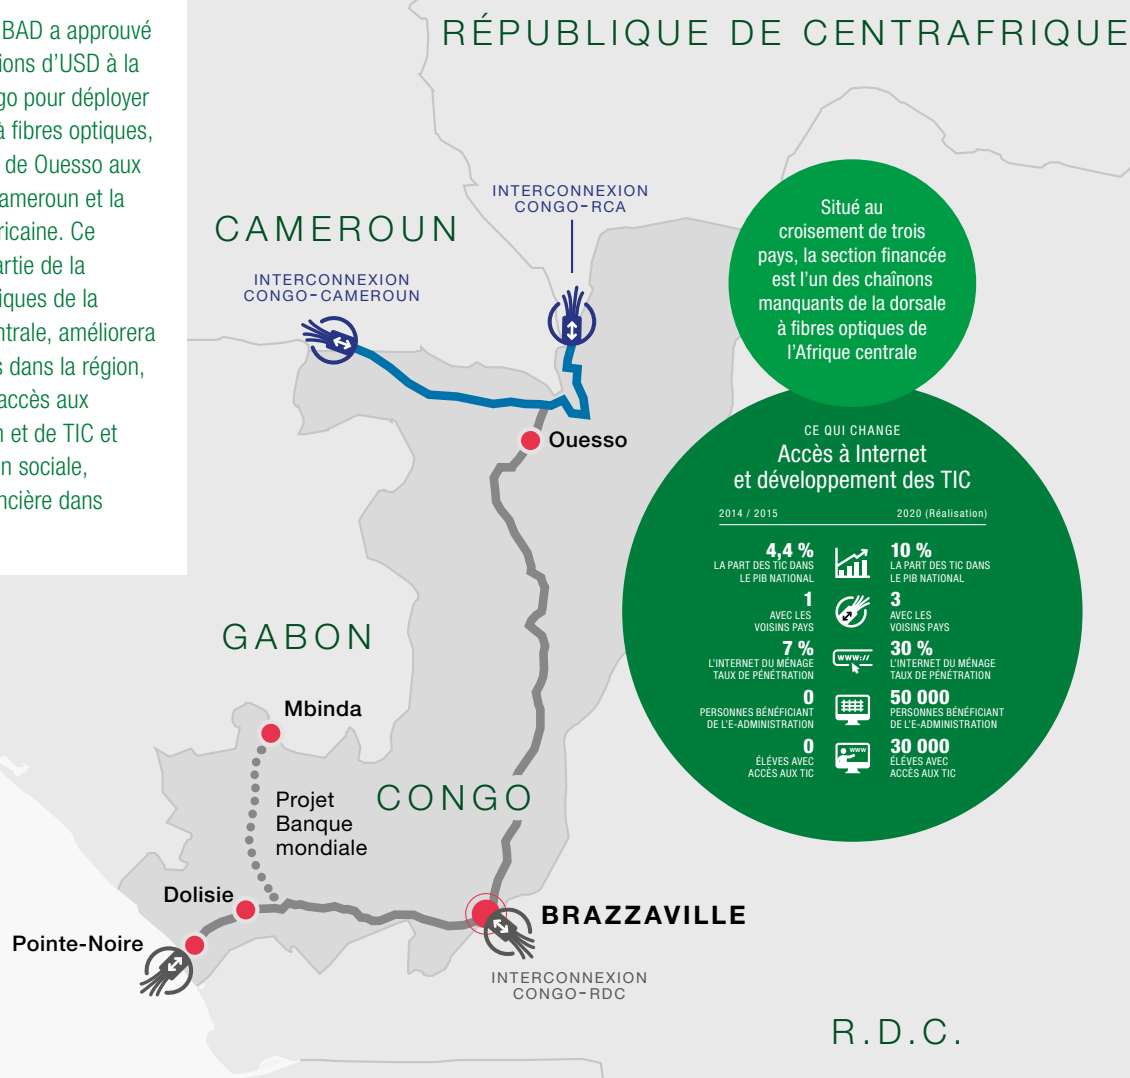 BAD a approuvé
ions d'USD à la
go pour déployer
à fibres optiques,
de Ouesso aux
ameroun et la
ricaine. Ce
artie de la
iques de la
ntrale, améliorera
s dans la région,
accès aux
n et de TIC et
n sociale,
ncière dans
RÉPUBLIQUE DE CENTRAFRIQUE
INTERCONNEXION
CONGO-RCA
CAMEROUN
INTERCONNEXION
CONGO-CAMEROUN
Situé au
croisement de trois
pays, la section financée
est l'un des chaînons
manquants de la dorsale
à fibres optiques de
l'Afrique centrale
Ouesso
CE QUI CHANGE
Accès à Internet
et développement des TIC
2014 / 2015
2020 (Réalisation)
4,4 %
LA PART DES TIC DANS
LE PIB NATIONAL
10 %
LA PART DES TIC DANS
LE PIB NATIONAL
1
AVEC LES
VOISINS PAYS
3
AVEC LES
VOISINS PAYS
7 %
L'INTERNET DU MÉNAGE
TAUX DE PÉNÉTRATION
www://
30 %
L'INTERNET DU MÉNAGE
TAUX DE PÉNÉTRATION
0
PERSONNES BÉNÉFICIANT
DE L'E-ADMINISTRATION
50 000
PERSONNES BÉNÉFICIANT
DE L'E-ADMINISTRATION
0
ÉLÉVES AVEC
ACCÈS AUX TIC
www
30 000
ÉLÉVES AVEC
ACCÈS AUX TIC
GABON
Mbinda
Projet
Banque
mondiale
CONGO
Dolisie
Pointe-Noire
BRAZZAVILLE
INTERCONNEXION
CONGO-RDC
R.D.C.